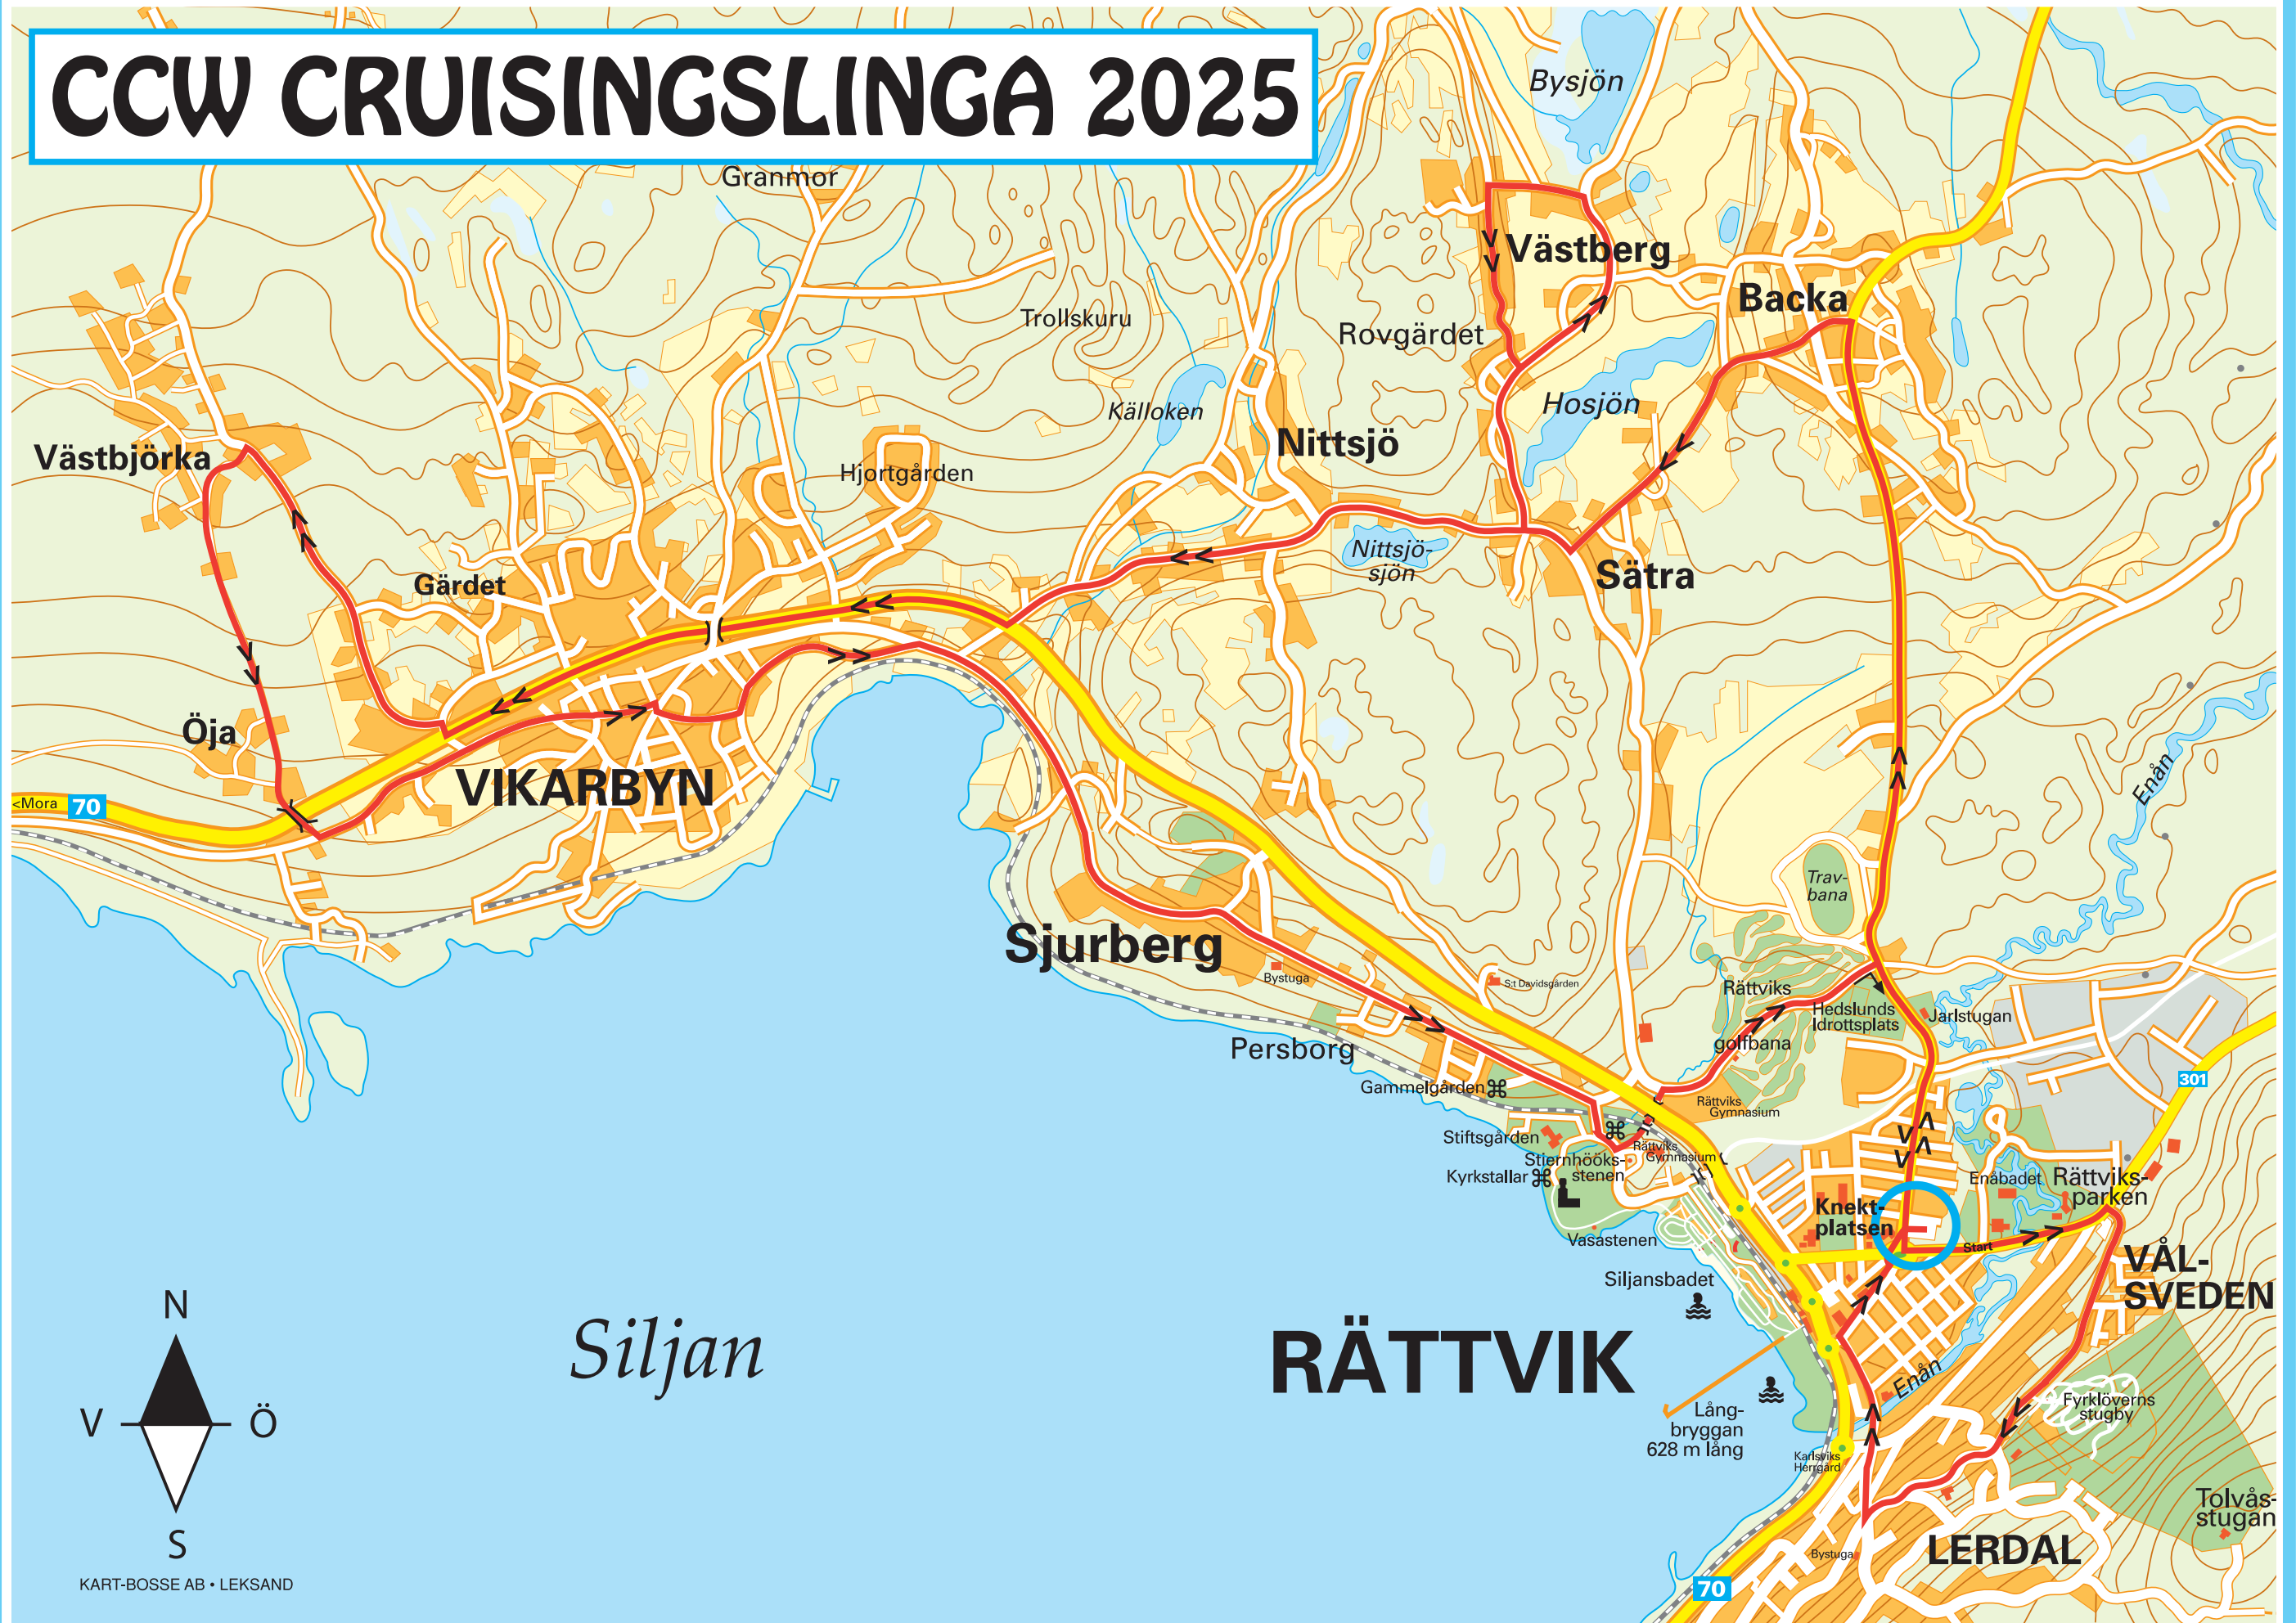 CCW CRUISINGSLINGA 2025
Bysjön
Granmor
Västberg
Backa
Trollskuru
Rovgärdet
Hosjön
Källoken
Nittsjö
Västbjörka
Hjortgården
Nittsjö-
sjön
Sätra
Gärdet
Öja
VIKARBYN
<Mora
70
Enån
Trav-
bana
Sjurberg
Bystuga
S:t Davidsgården
Rättviks
golfbana
Hedslunds
Idrottsplats
Jarlstugan
Persborg
Gammelgården
Rättviks
Gymnasium
301
Stiftsgården
Rättviks
Gymnasium
Stiernhööks-
stenen
Kyrkstallar
Enåbadet
Rättviks-
parken
Knekt-
platsen
Start
Vasastenen
VÅL-
SVEDEN
Siljansbadet
N
V
Ö
S
Siljan
RÄTTVIK
Enån
Fyrklöverns
stugby
Lång-
bryggan
628 m lång
Karlsviks
Herrgård
Tolvås-
stugan
LERDAL
Bystuga
70
KART-BOSSE AB • LEKSAND